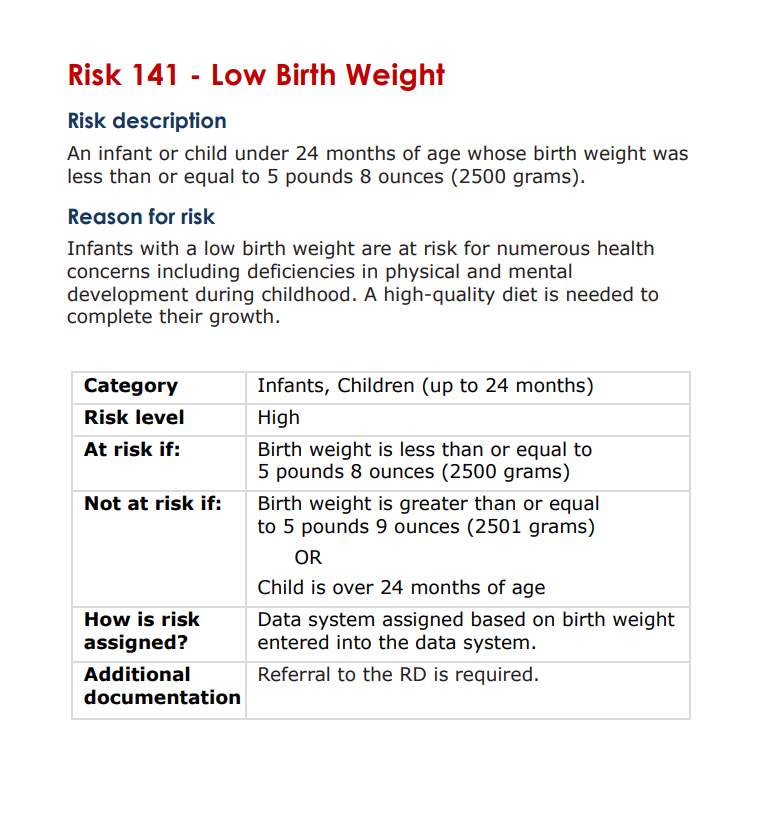 Risk 141 - Low Birth Weight
Risk description
An infant or child under 24 months of age whose birth weight was
less than or equal to 5 pounds 8 ounces (2500 grams).
Reason for risk
Infants with a low birth weight are at risk for numerous health
concerns including deficiencies in physical and mental
development during childhood. A high-quality diet is needed to
complete their growth.
Category
Infants, Children (up to 24 months)
Risk level
High
At risk if:
Birth weight is less than or equal to
5 pounds 8 ounces (2500 grams)
Not at risk if:
Birth weight is greater than or equal
to 5 pounds 9 ounces (2501 grams)
OR
Child is over 24 months of age
How is risk
assigned?
Data system assigned based on birth weight
entered into the data system.
Additional
documentation
Referral to the RD is required.